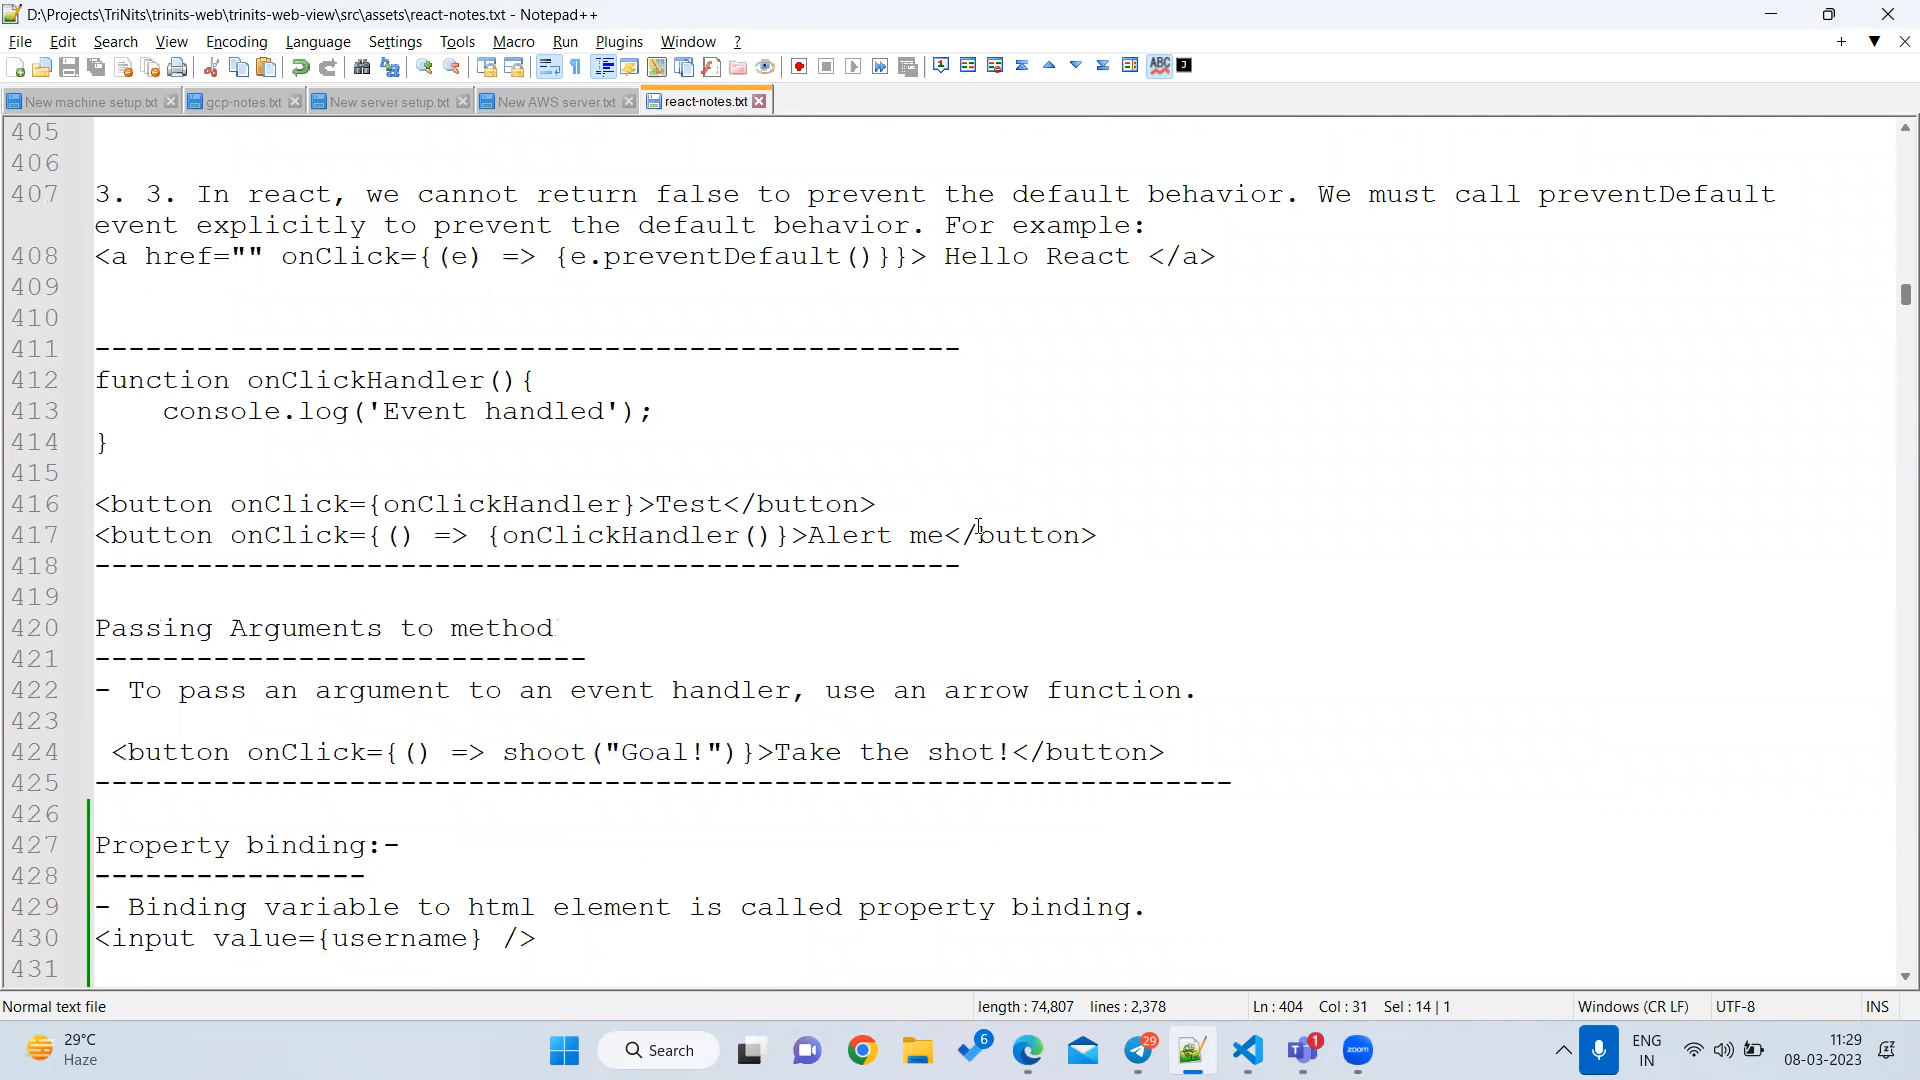 D:\Projects\TriNits\trinits-web\trinits-web-view\src\assets\react-notes.txt - Notepad++
File Edit Search View Encoding Language Settings Tools Macro Run Plugins Window ?
New machine setup.txt gcp-notes.txt New server setup.txt New AWS server.txt react-notes.txt
405
406
407 3. 3. In react, we cannot return false to prevent the default behavior. We must call preventDefault
event explicitly to prevent the default behavior. For example:
408 <a href="" onClick={(e) => {e.preventDefault()}}> Hello React </a>
409
410
411 ---------------------------------------------------
412 function onClickHandler(){
413     console.log('Event handled');
414 }
415
416 <button onClick={onClickHandler}>Test</button>
417 <button onClick={() => {onClickHandler()}>Alert me</button>
418 ---------------------------------------------------
419
420 Passing Arguments to method
421 -----------------------------
422 - To pass an argument to an event handler, use an arrow function.
423
424  <button onClick={() => shoot("Goal!")}>Take the shot!</button>
425 -------------------------------------------------------------------
426
427 Property binding:-
428 ----------------
429 - Binding variable to html element is called property binding.
430 <input value={username} />
431
Normal text file length : 74,807 lines : 2,378 Ln : 404 Col : 31 Sel : 14 | 1 Windows (CR LF) UTF-8 INS
29°C
Haze
Search
6
29
1
zoom
ENG
IN
11:29
08-03-2023